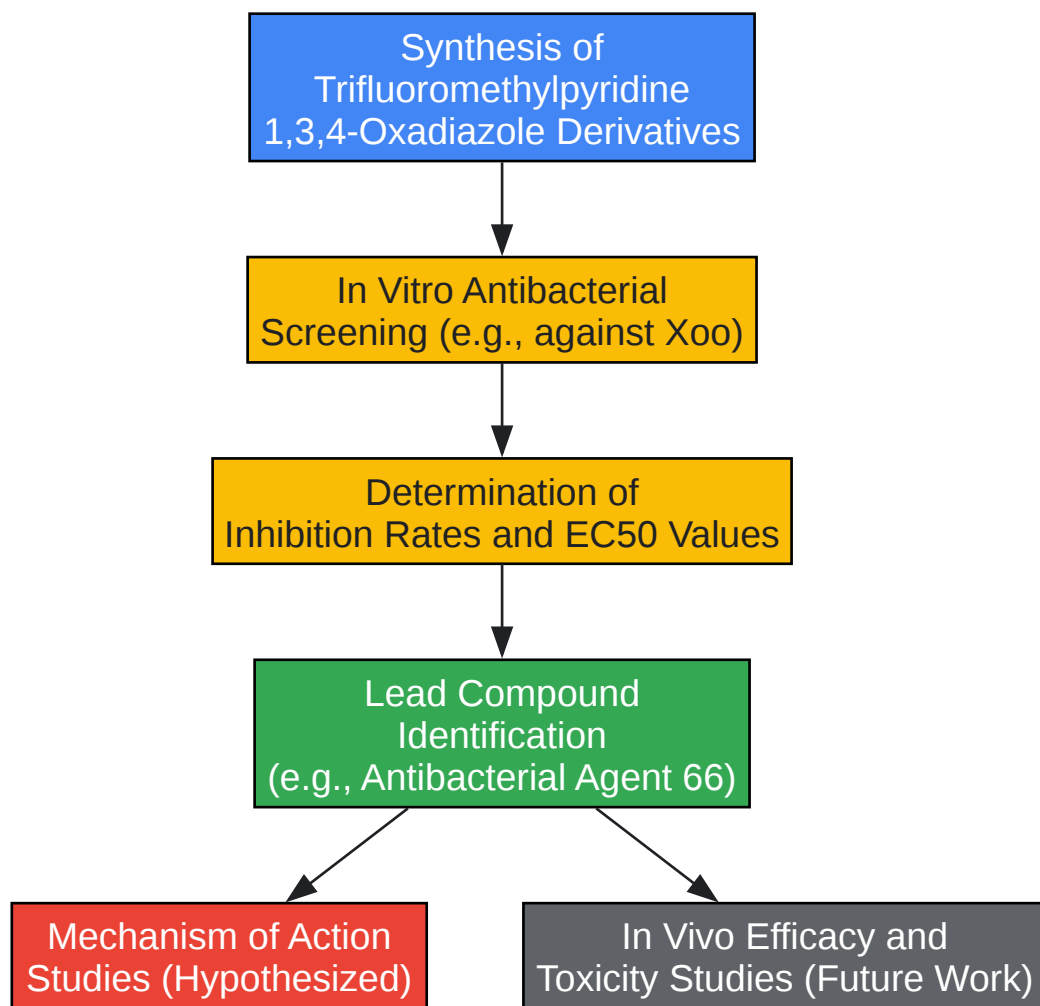 Synthesis of
Trifluoromethylpyridine
1,3,4-Oxadiazole Derivatives
In Vitro Antibacterial
Screening (e.g., against Xoo)
Determination of
Inhibition Rates and EC50 Values
Lead Compound
Identification
(e.g., Antibacterial Agent 66)
Mechanism of Action
Studies (Hypothesized)
In Vivo Efficacy and
Toxicity Studies (Future Work)